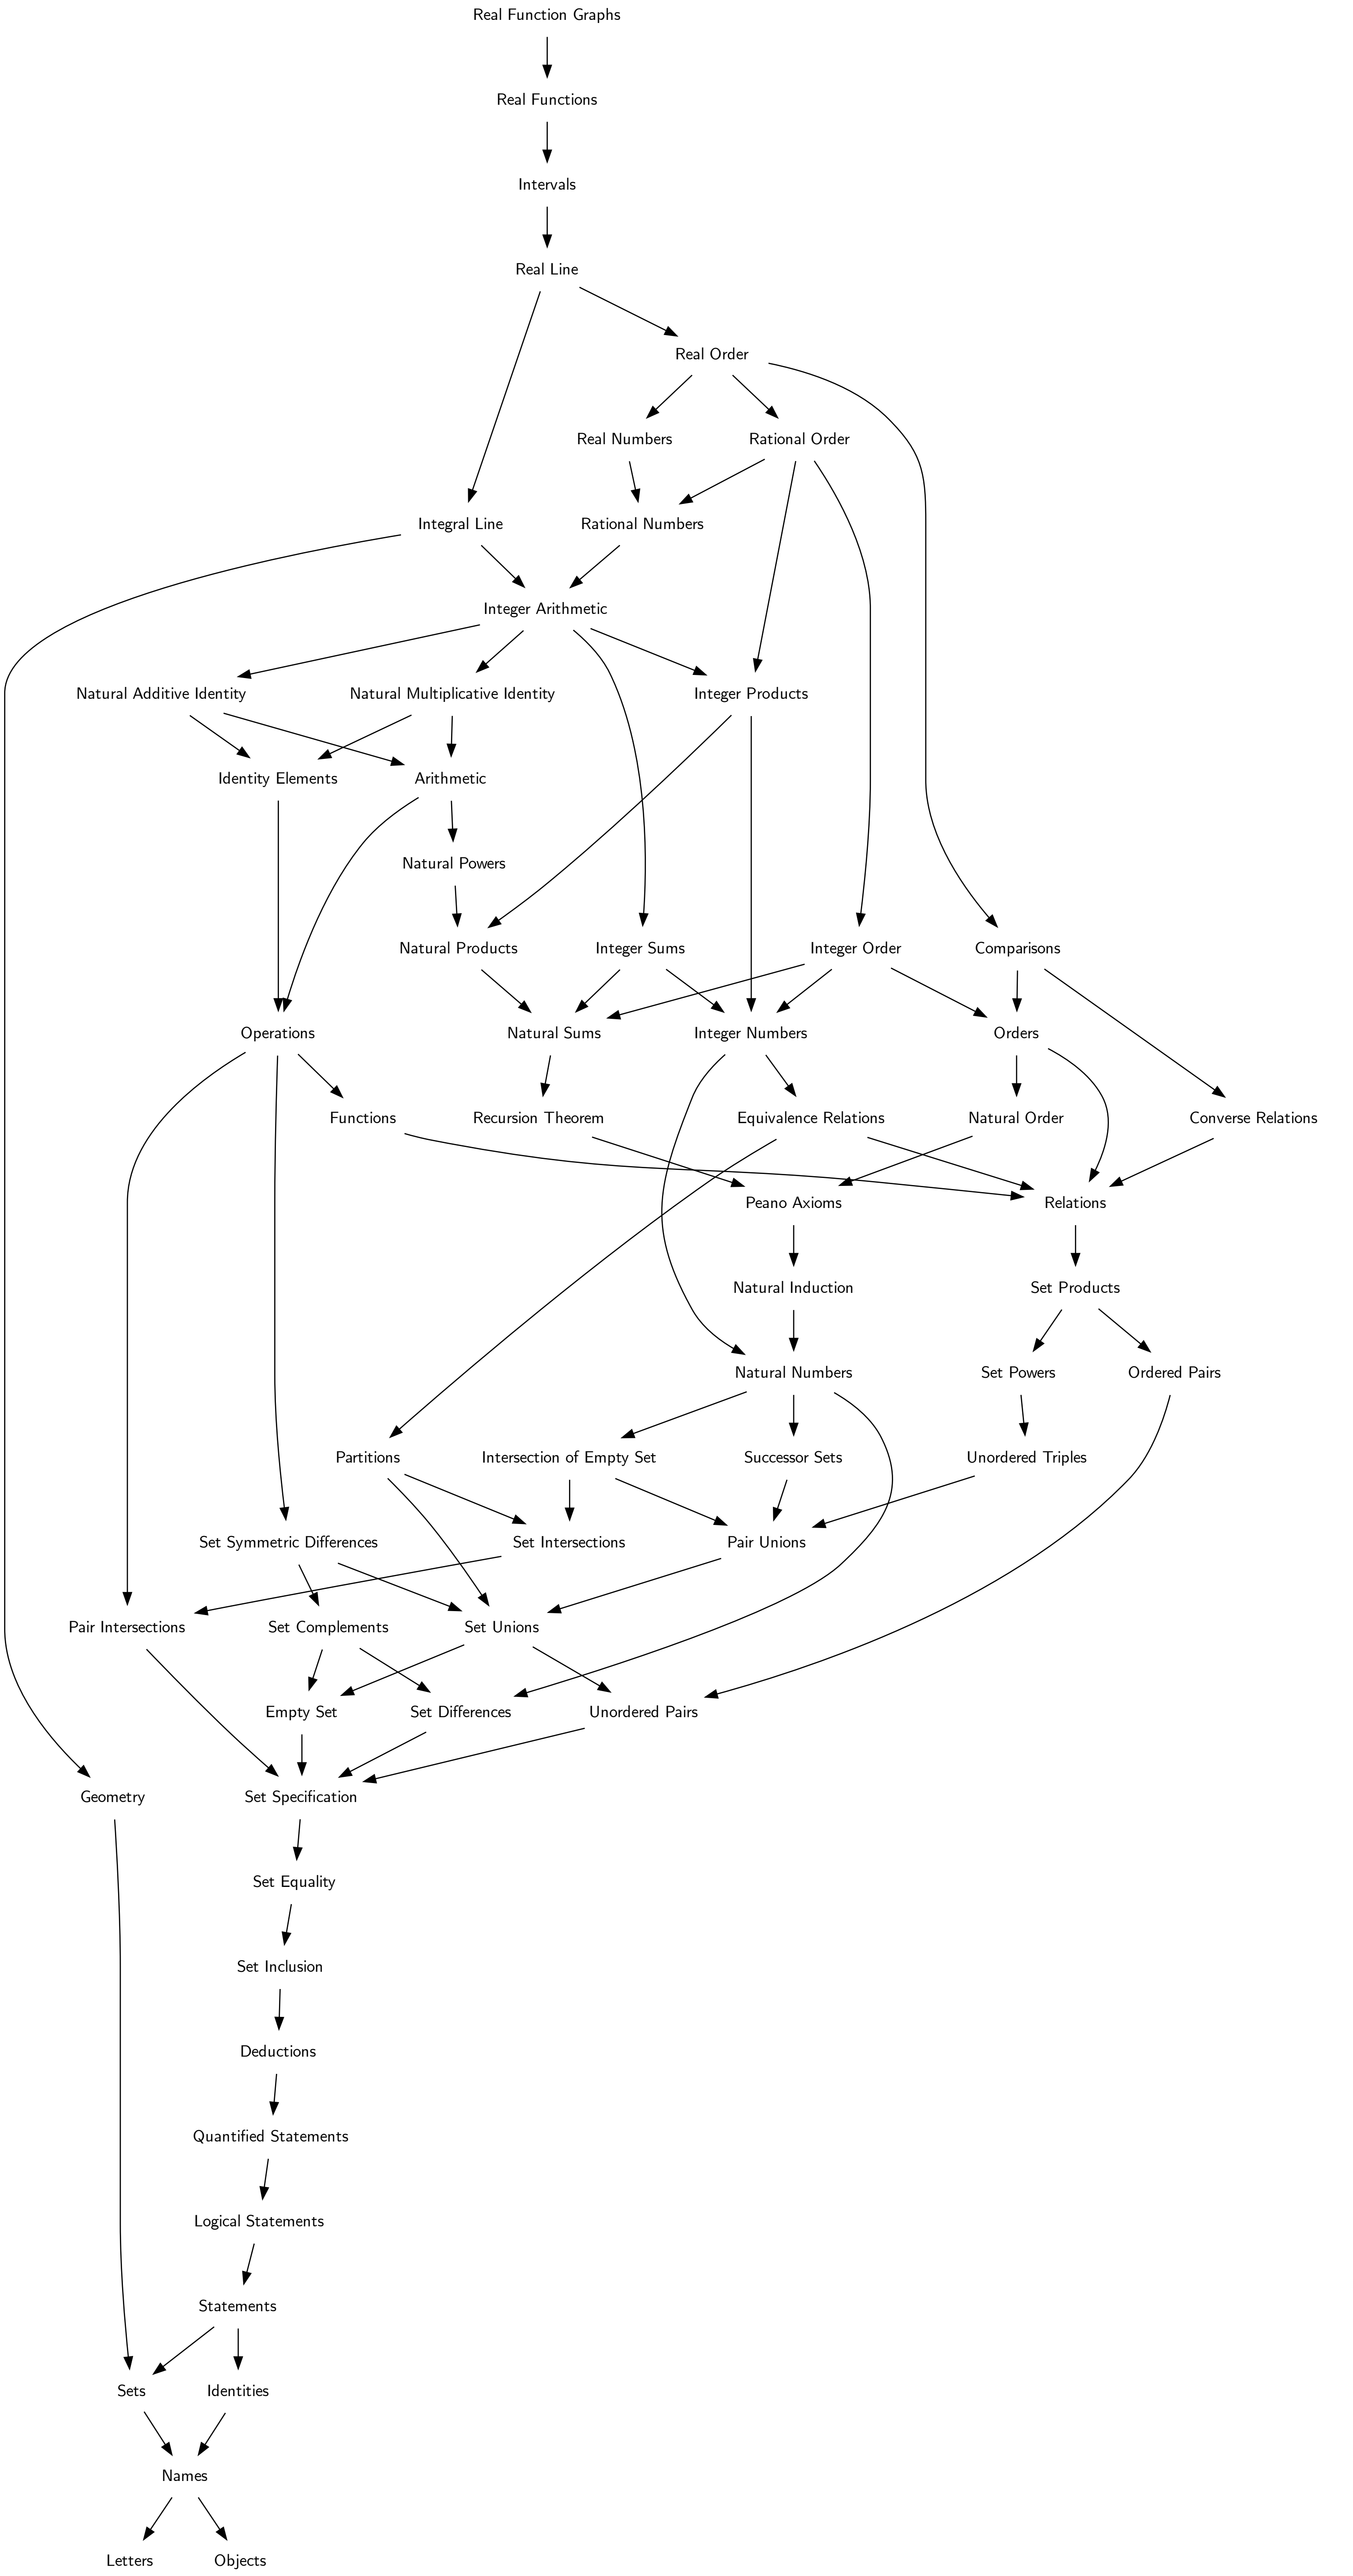 Real Function Graphs
Real Functions
Intervals
Real Line
Real Order
Real Numbers
Rational Order
Integral Line
Rational Numbers
Integer Arithmetic
Natural Additive Identity
Natural Multiplicative Identity
Integer Products
Identity Elements
Arithmetic
Natural Powers
Natural Products
Integer Sums
Integer Order
Comparisons
Operations
Natural Sums
Integer Numbers
Orders
Functions
Recursion Theorem
Equivalence Relations
Natural Order
Converse Relations
Peano Axioms
Relations
Natural Induction
Set Products
Natural Numbers
Set Powers
Ordered Pairs
Partitions
Intersection of Empty Set
Successor Sets
Unordered Triples
Set Symmetric Differences
Set Intersections
Pair Unions
Pair Intersections
Set Complements
Set Unions
Empty Set
Set Differences
Unordered Pairs
Geometry
Set Specification
Set Equality
Set Inclusion
Deductions
Quantified Statements
Logical Statements
Statements
Sets
Identities
Names
Letters
Objects